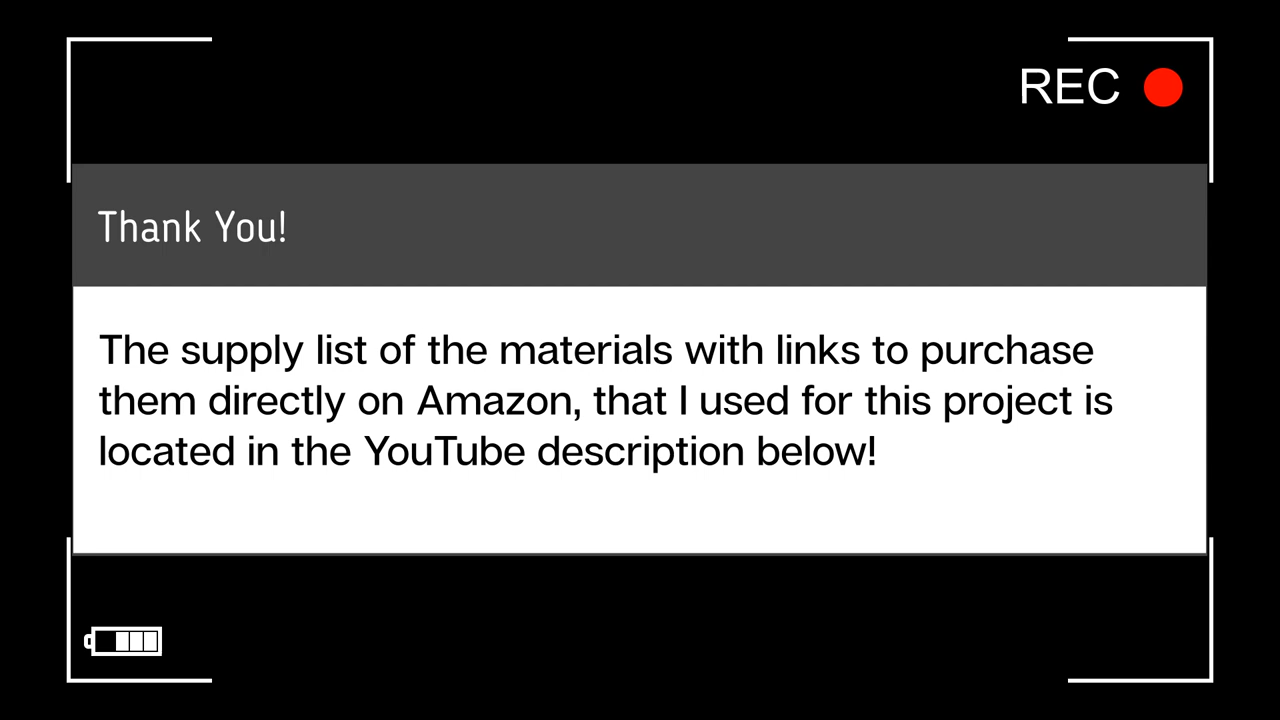 REC
Thank You!
The supply list of the materials with links to purchase
them directly on Amazon, that I used for this project is
located in the YouTube description below!